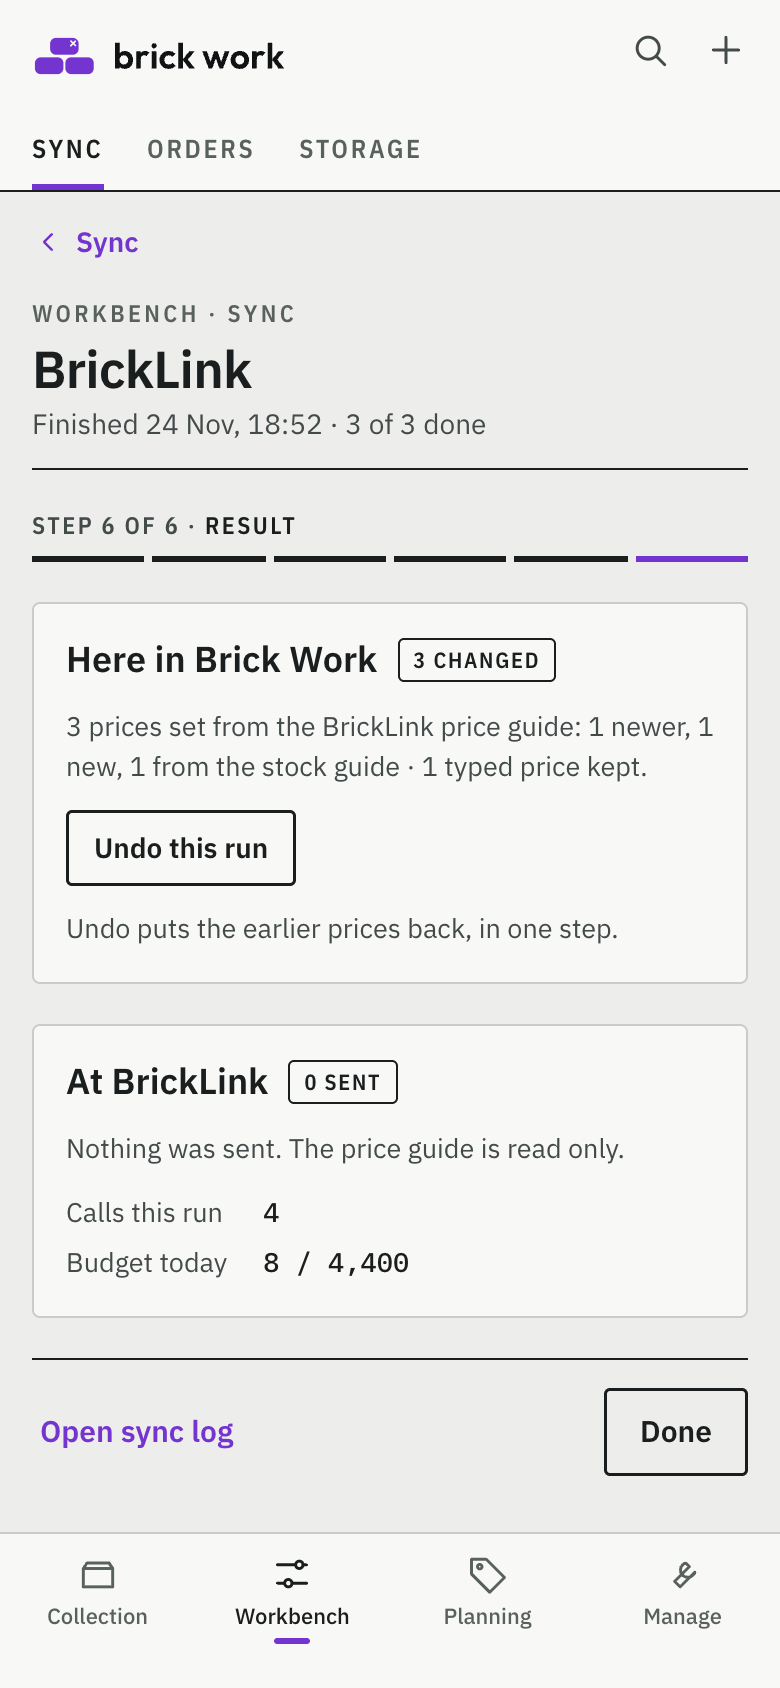 brick work
SYNC ORDERS STORAGE
Sync
WORKBENCH · SYNC
BrickLink
Finished 24 Nov, 18:52 · 3 of 3 done
STEP 6 OF 6 · RESULT
Here in Brick Work 3 CHANGED
3 prices set from the BrickLink price guide: 1 newer, 1
new, 1 from the stock guide · 1 typed price kept.
Undo this run
Undo puts the earlier prices back, in one step.
At BrickLink 0 SENT
Nothing was sent. The price guide is read only.
Calls this run 4
Budget today 8 / 4,400
Open sync log Done
Collection Workbench Planning Manage